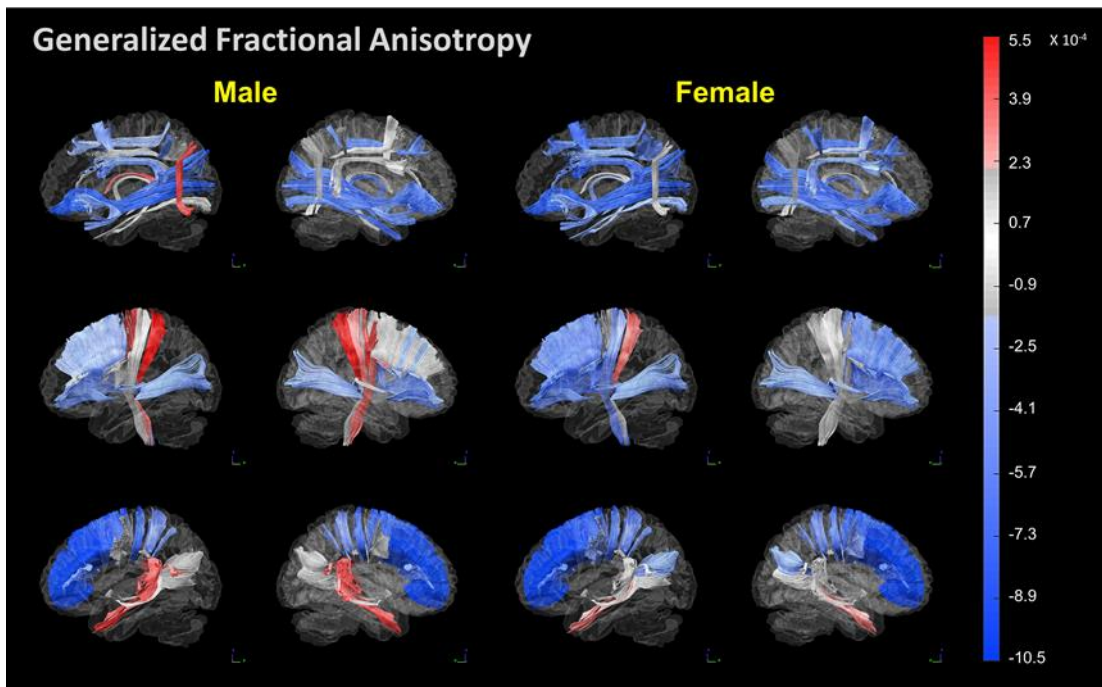 Generalized Fractional Anisotropy
Male
Female
5.5 X 10⁻⁴
3.9
2.3
0.7
-0.9
-2.5
-4.1
-5.7
-7.3
-8.9
-10.5